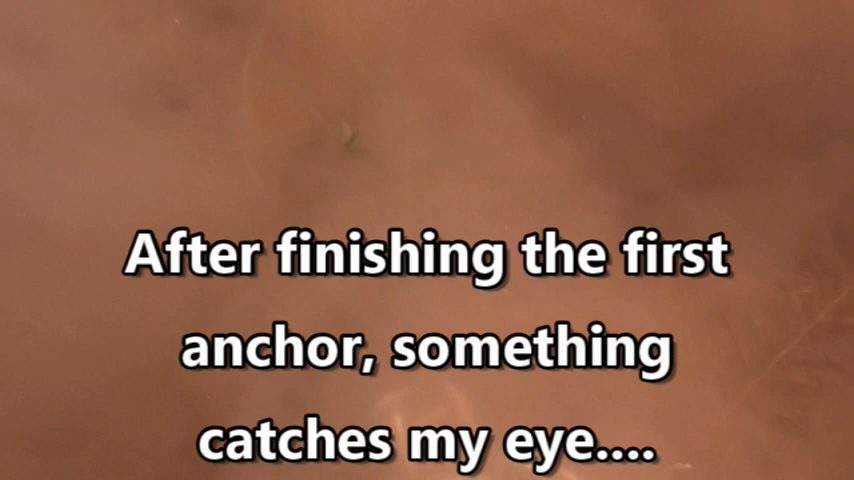 After finishing the first
anchor, something
catches my eye....